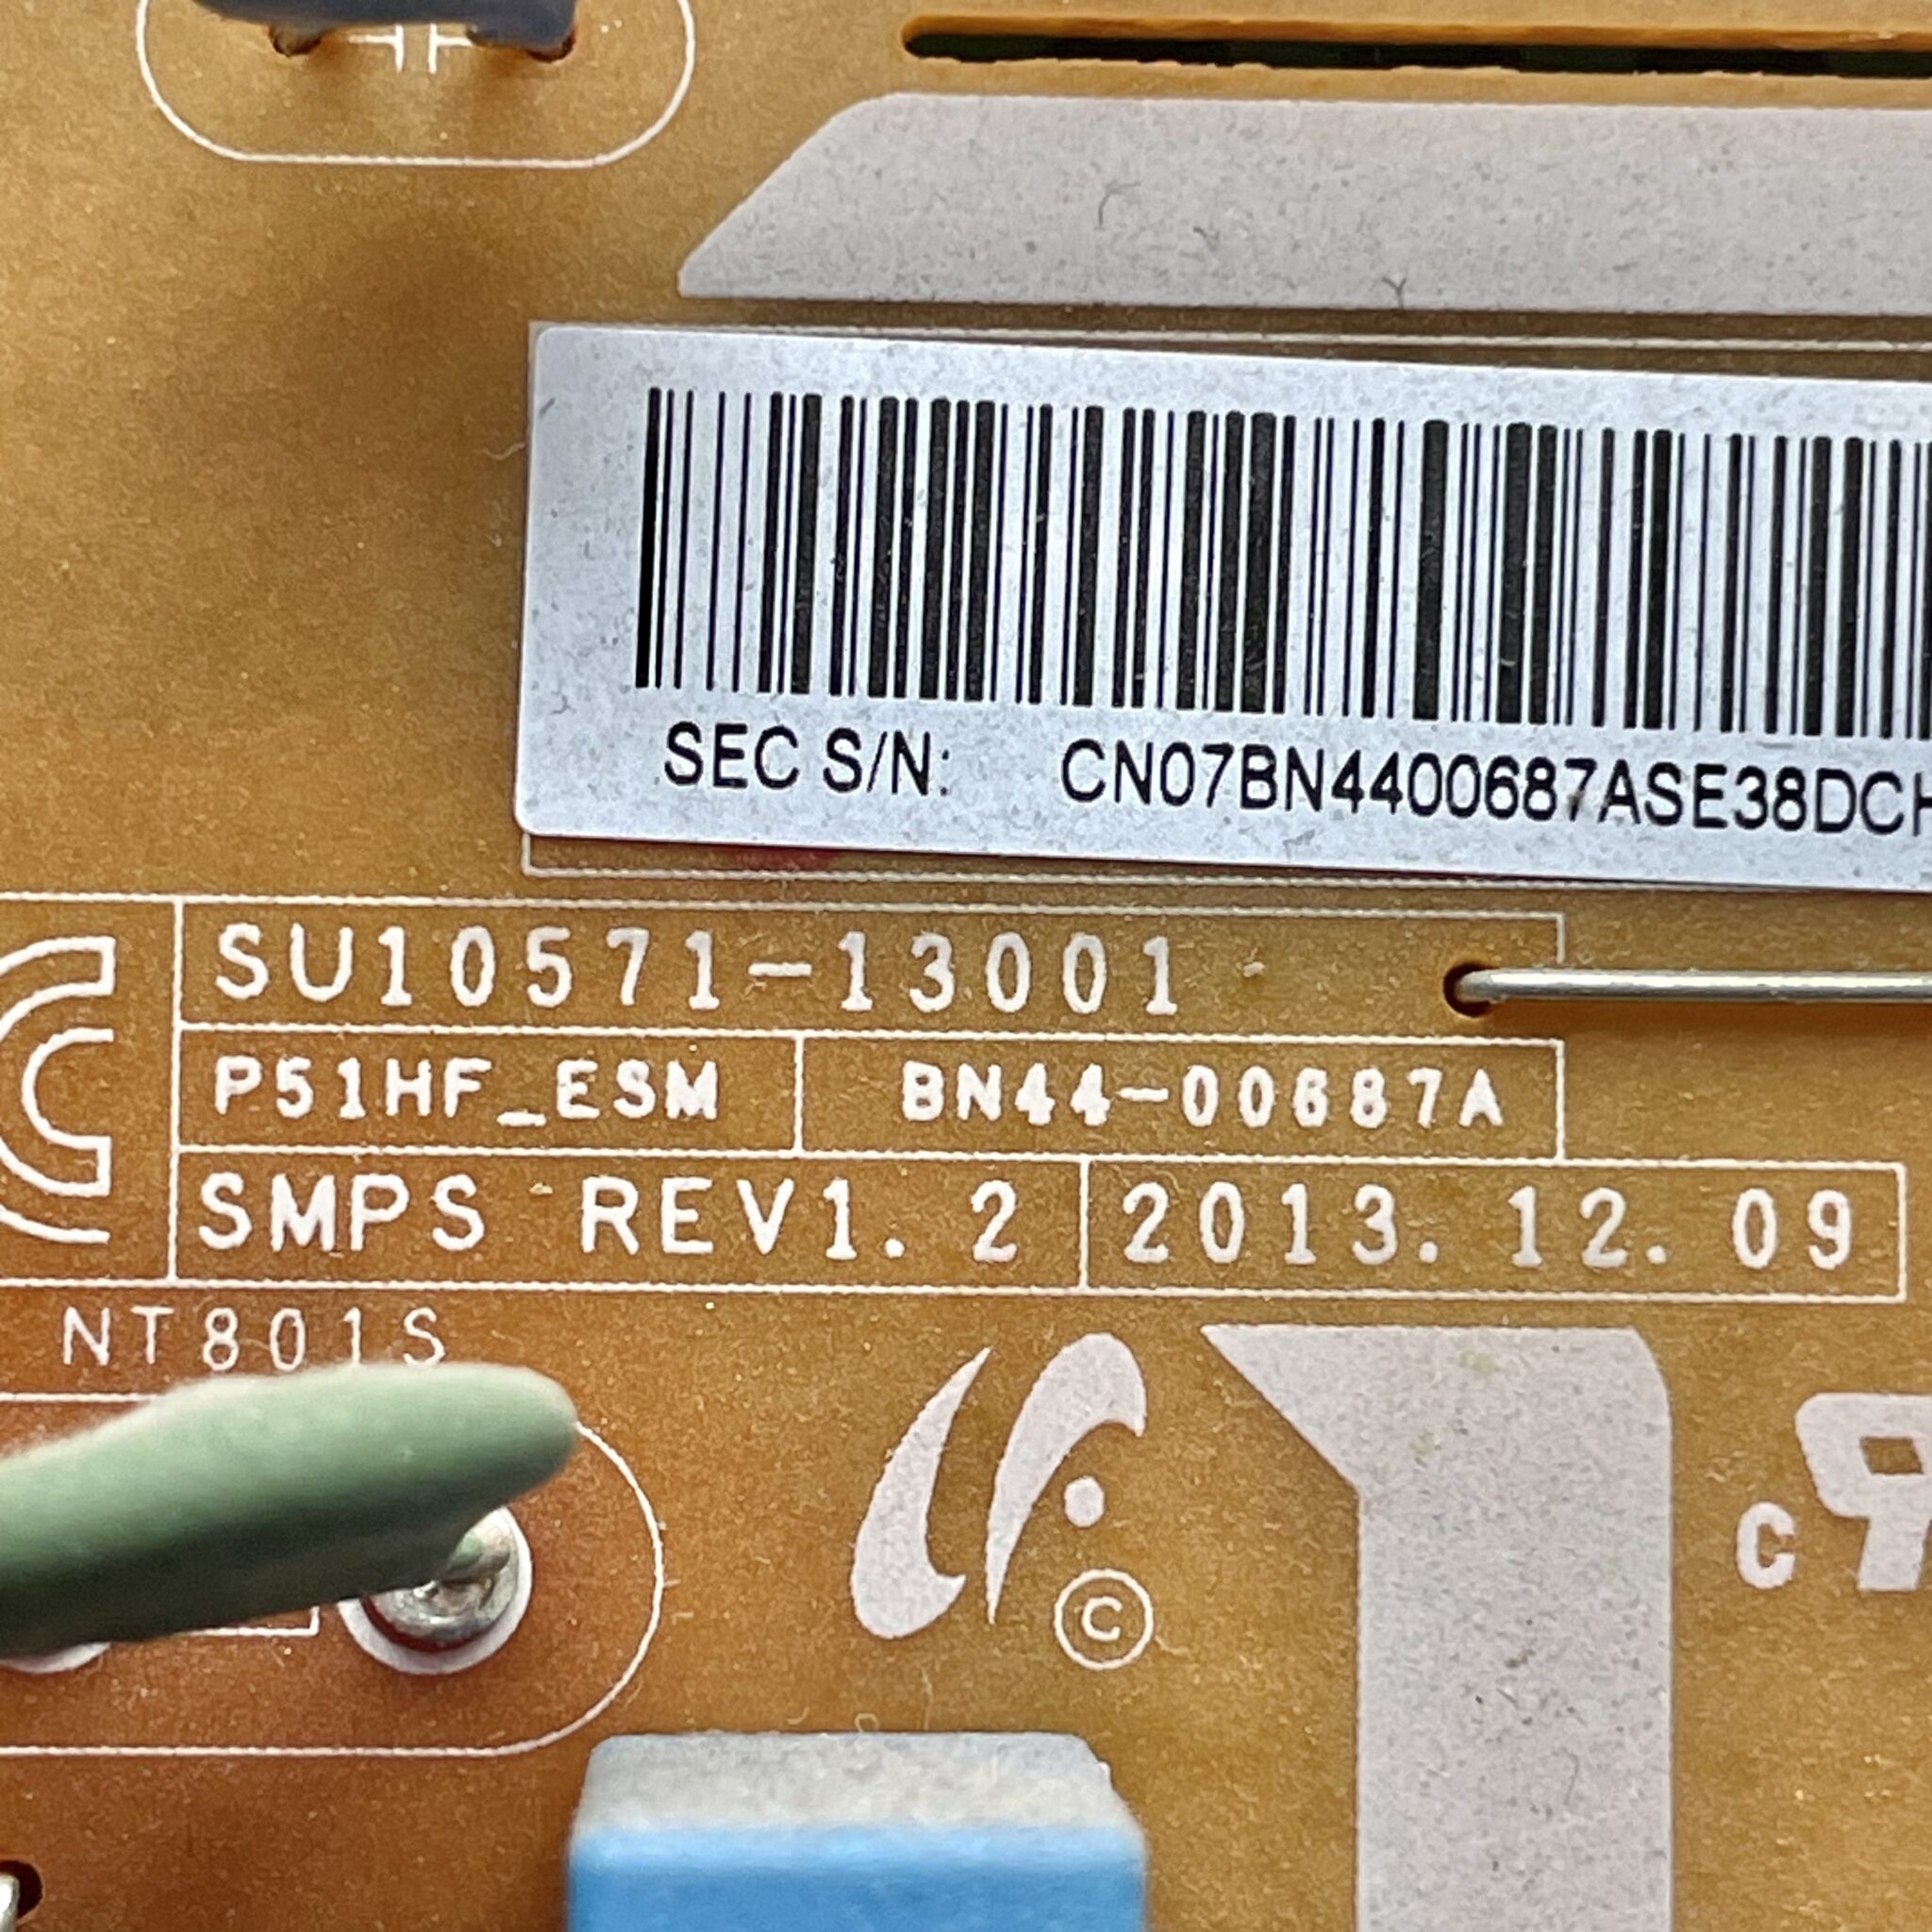 SEC S/N: CN07BN4400687ASE38DCH
SU10571-13001
P51HF_ESM BN44-00687A
SMPS REV1.2 2013.12.09
NT801S
©
c